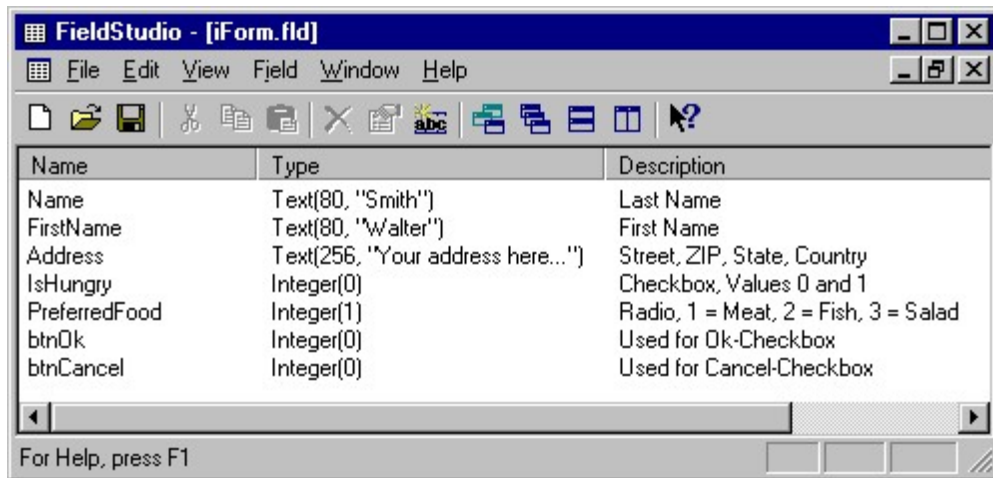 FieldStudio - [iForm.fld]
File Edit View Field Window Help
abc ?
Name Type Description
Name Text(80, "Smith") Last Name
FirstName Text(80, "Walter") First Name
Address Text(256, "Your address here...") Street, ZIP, State, Country
IsHungry Integer(0) Checkbox, Values 0 and 1
PreferredFood Integer(1) Radio, 1 = Meat, 2 = Fish, 3 = Salad
btnOk Integer(0) Used for Ok-Checkbox
btnCancel Integer(0) Used for Cancel-Checkbox
For Help, press F1